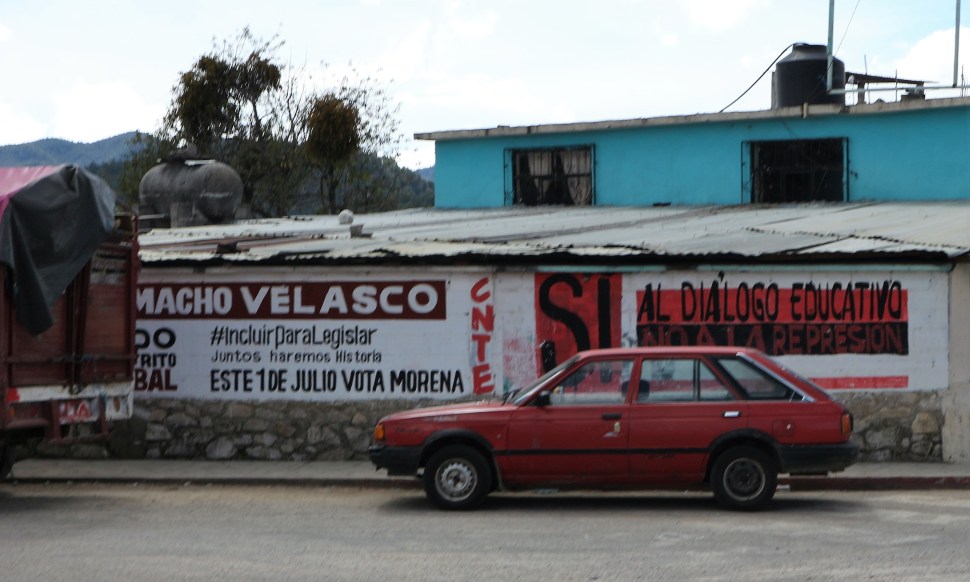 MACHO VELASCO
DO
#IncluirParaLegislar
RITO
Juntos haremos Historia
BAL
ESTE 1 DE JULIO VOTA MORENA
CNTE
SI
AL DIÁLOGO EDUCATIVO
NO A LA REPRESIÓN